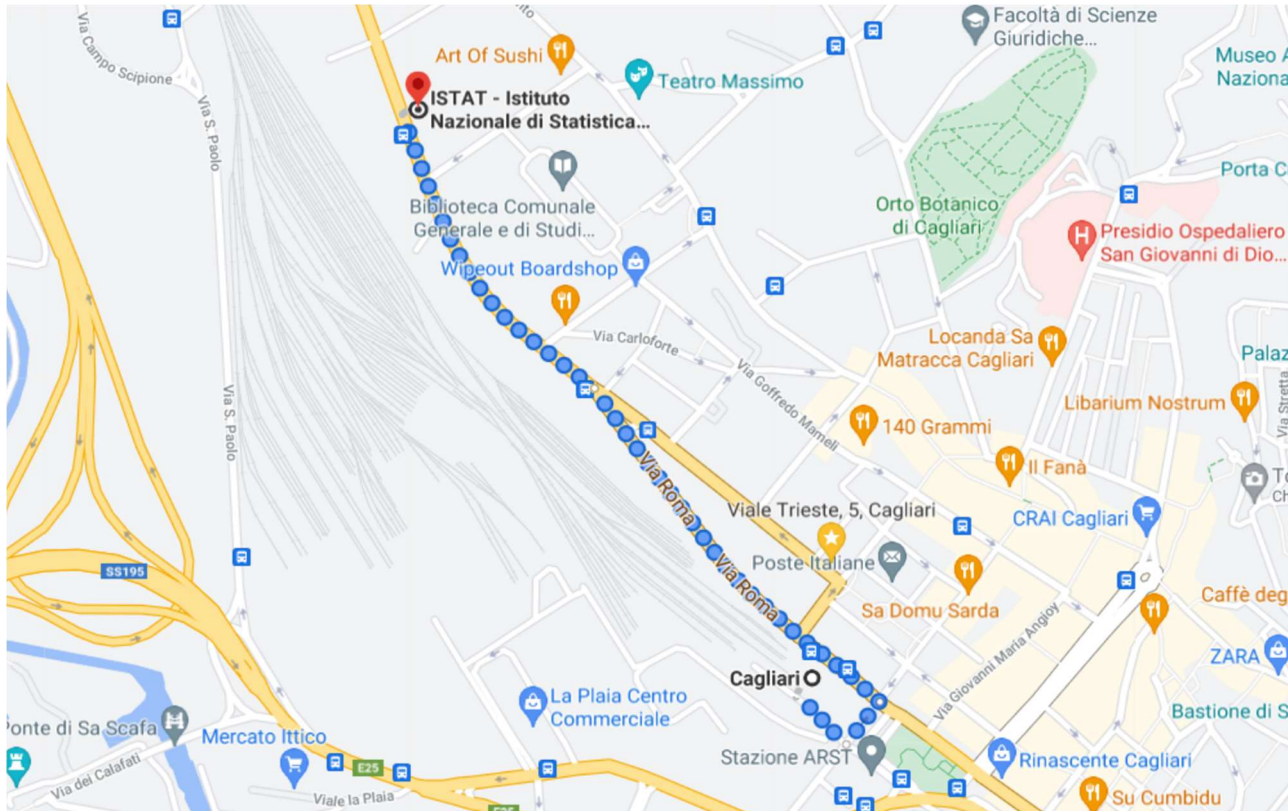 Via Campo Scipione
Via S. Paolo
Art Of Sushi
Teatro Massimo
Facoltà di Scienze
Giuridiche...
Museo A
Naziona
ISTAT - Istituto
Nazionale di Statistica...
Biblioteca Comunale
Generale e di Studi...
Orto Botanico
di Cagliari
Porta C
H
Presidio Ospedaliero
San Giovanni di Dio...
Wipeout Boardshop
Via Carloforte
Via Goffredo Mameli
Locanda Sa
Matracca Cagliari
Palaz
Libarium Nostrum
Via Stretta
Via S. Paolo
140 Grammi
Il Fanà
To
Ch
Via Roma
Viale Trieste, 5, Cagliari
CRAI Cagliari
Poste Italiane
Via Roma
SS195
Sa Domu Sarda
Caffè deg
Via Giovanni Maria Angioy
ZARA
Cagliari
La Plaia Centro
Commerciale
Bastione di S
Ponte di Sa Scafa
Mercato Ittico
Stazione ARST
Rinascente Cagliari
Via dei Calafati
E25
Viale la Plaia
E25
Su Cumbidu